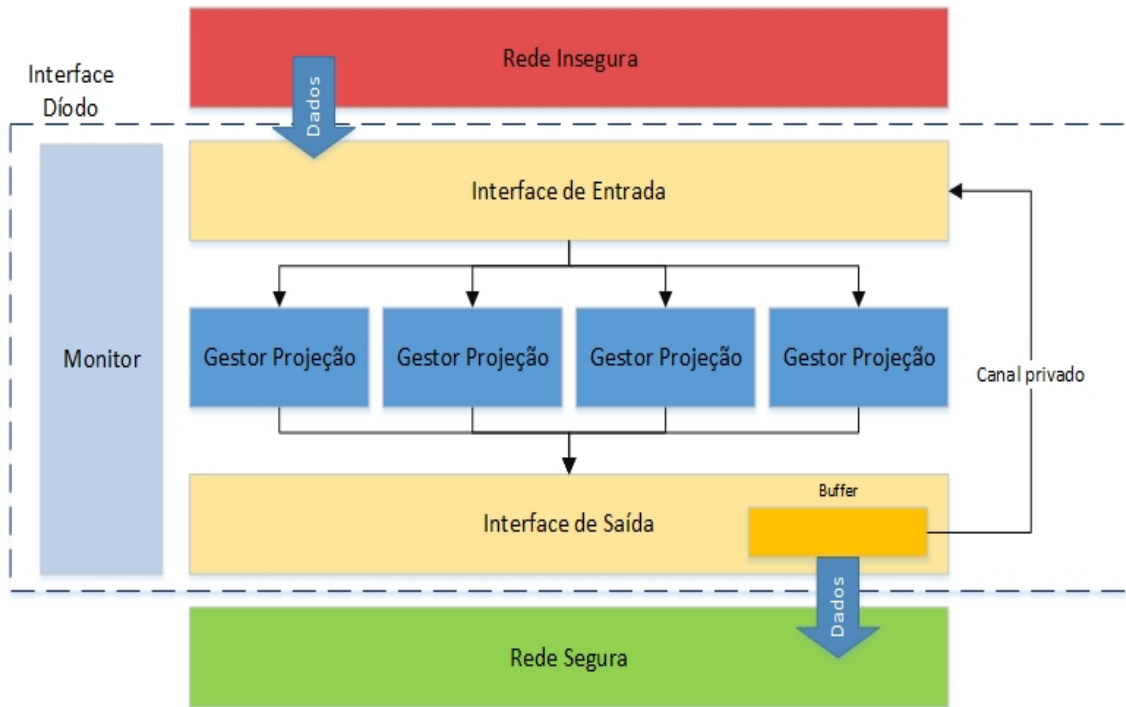 Rede Insegura
Interface
Díodo
Dados
Interface de Entrada
Monitor
Gestor Projeção
Gestor Projeção
Gestor Projeção
Gestor Projeção
Canal privado
Buffer
Interface de Saída
Dados
Rede Segura